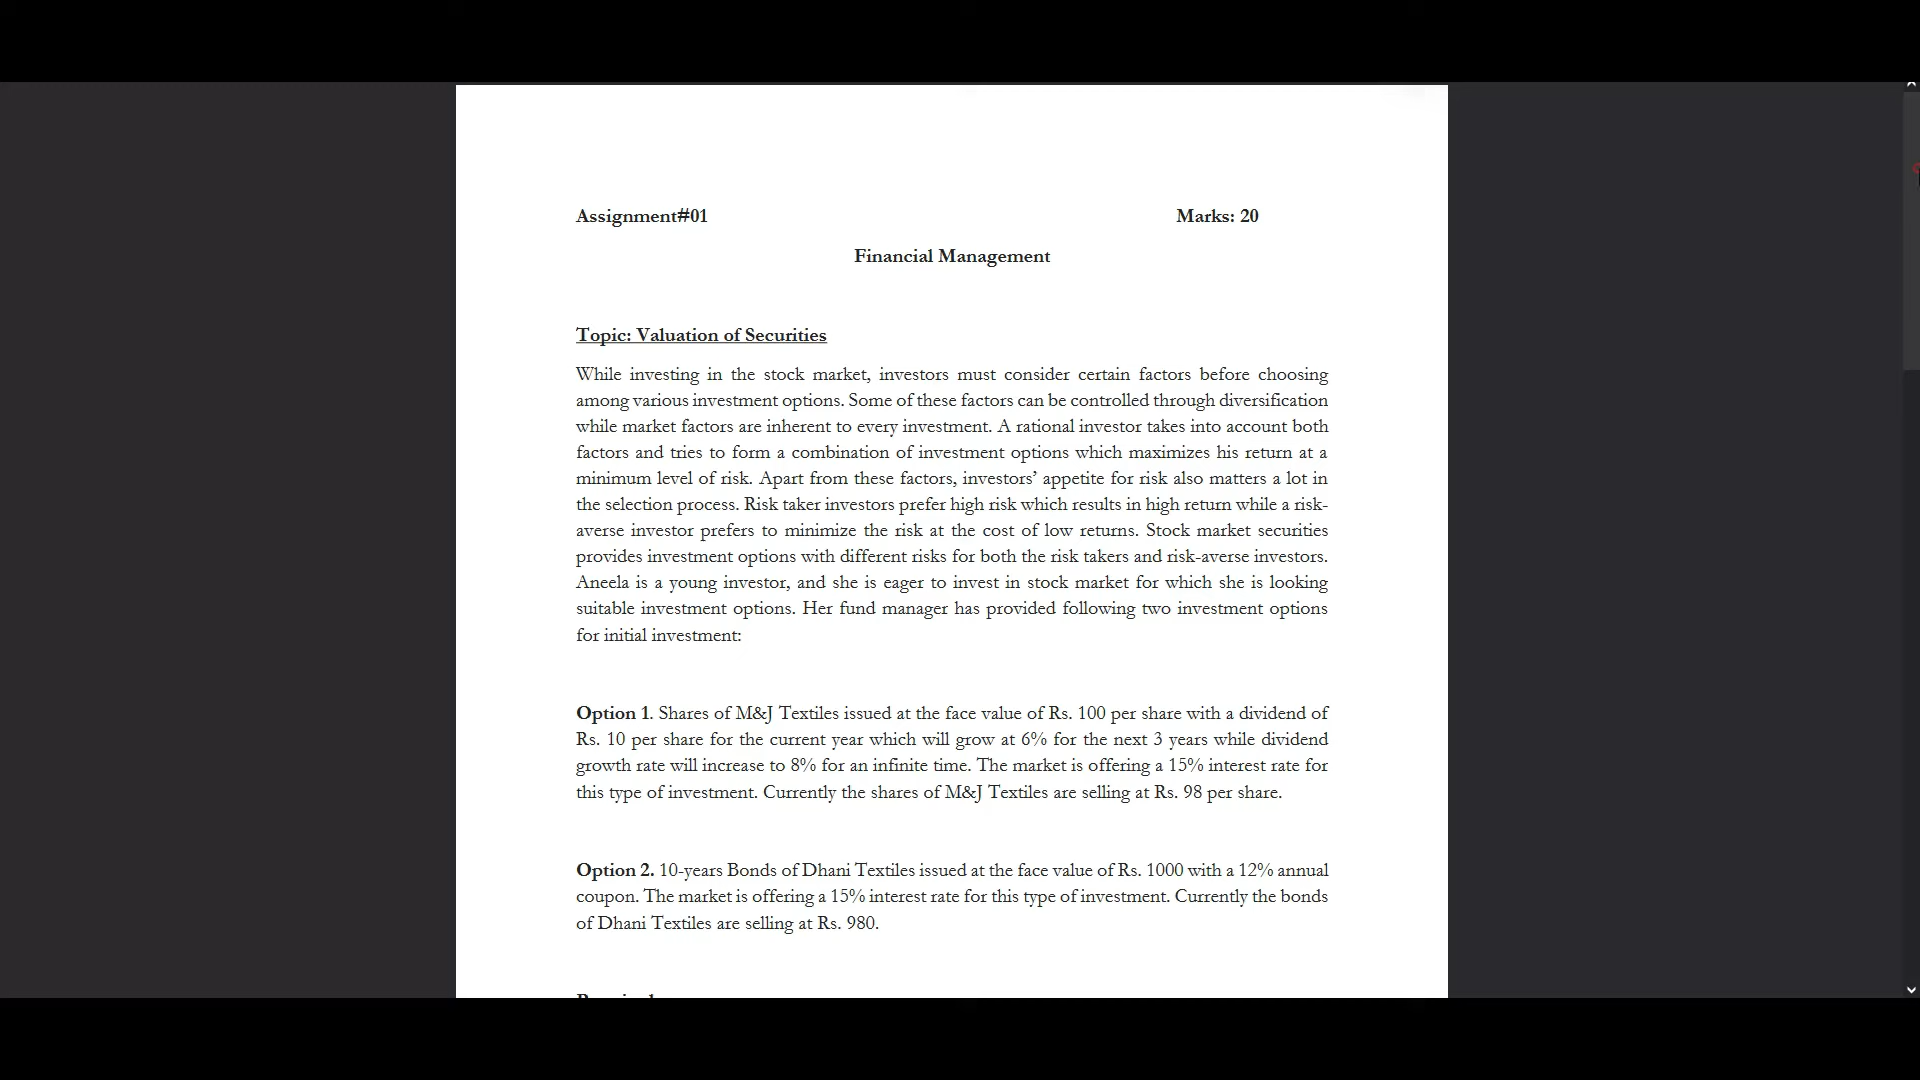 Assignment#01 Marks: 20
Financial Management
Topic: Valuation of Securities
While investing in the stock market, investors must consider certain factors before choosing
among various investment options. Some of these factors can be controlled through diversification
while market factors are inherent to every investment. A rational investor takes into account both
factors and tries to form a combination of investment options which maximizes his return at a
minimum level of risk. Apart from these factors, investors’ appetite for risk also matters a lot in
the selection process. Risk taker investors prefer high risk which results in high return while a risk-
averse investor prefers to minimize the risk at the cost of low returns. Stock market securities
provides investment options with different risks for both the risk takers and risk-averse investors.
Aneela is a young investor, and she is eager to invest in stock market for which she is looking
suitable investment options. Her fund manager has provided following two investment options
for initial investment:
Option 1. Shares of M&J Textiles issued at the face value of Rs. 100 per share with a dividend of
Rs. 10 per share for the current year which will grow at 6% for the next 3 years while dividend
growth rate will increase to 8% for an infinite time. The market is offering a 15% interest rate for
this type of investment. Currently the shares of M&J Textiles are selling at Rs. 98 per share.
Option 2. 10-years Bonds of Dhani Textiles issued at the face value of Rs. 1000 with a 12% annual
coupon. The market is offering a 15% interest rate for this type of investment. Currently the bonds
of Dhani Textiles are selling at Rs. 980.